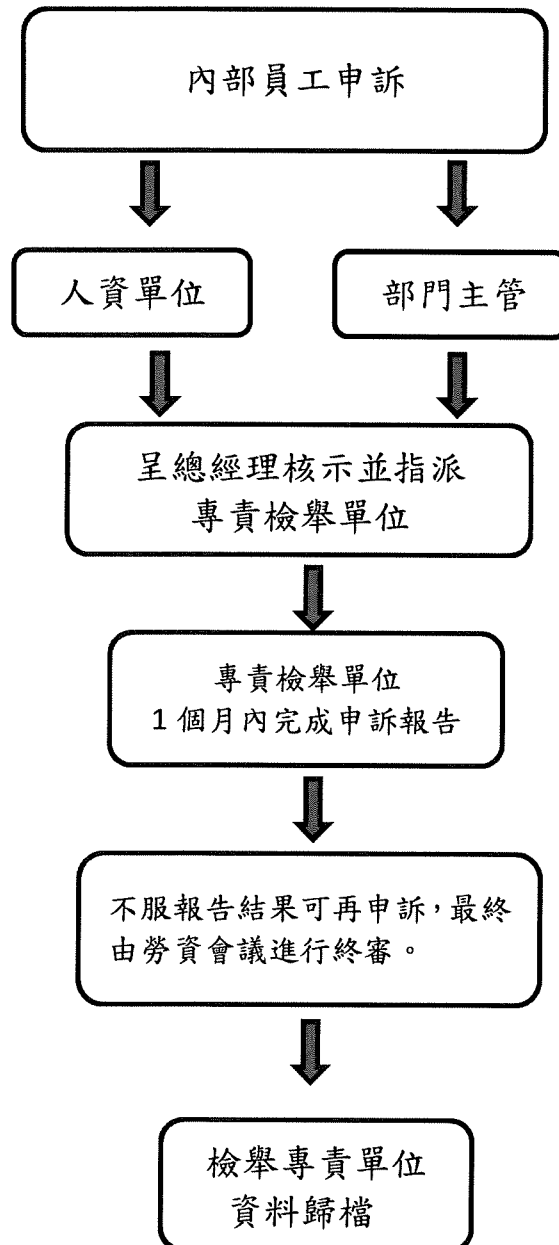 內部員工申訴
人資單位
部門主管
呈總經理核示並指派
專責檢舉單位
專責檢舉單位
1 個月內完成申訴報告
不服報告結果可再申訴，最終
由勞資會議進行終審。
檢舉專責單位
資料歸檔